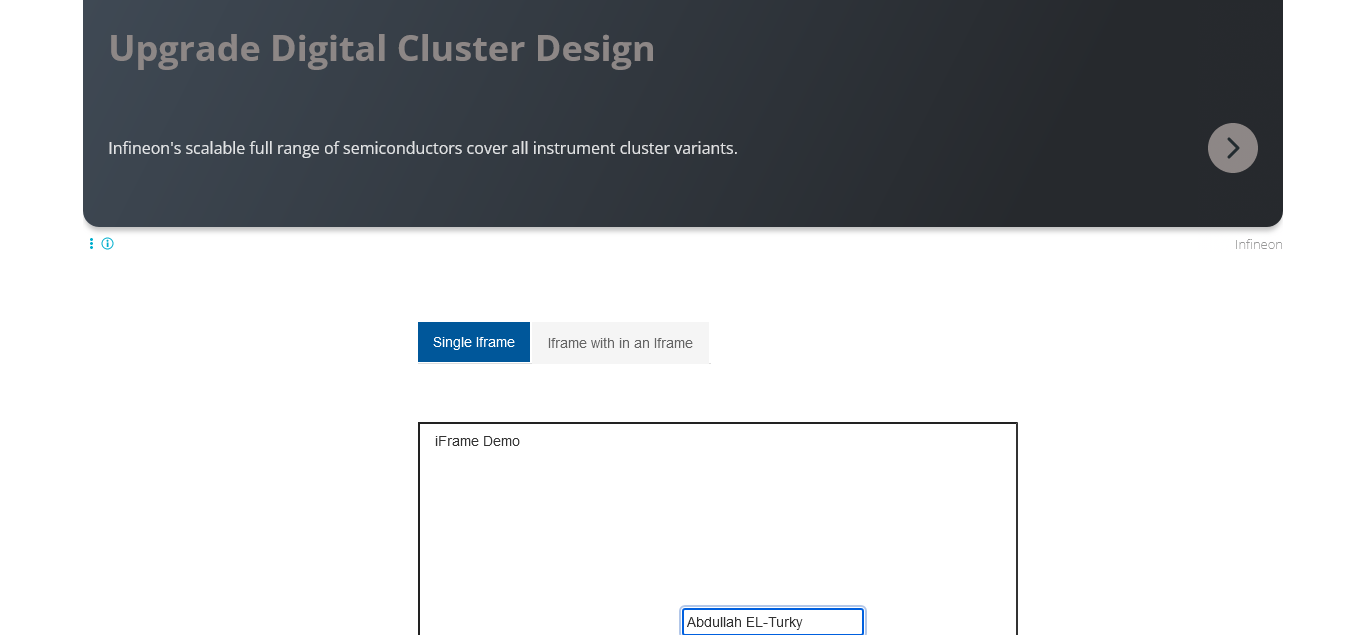 Upgrade Digital Cluster Design
Infineon's scalable full range of semiconductors cover all instrument cluster variants.
Infineon
Single Iframe
Iframe with in an Iframe
iFrame Demo
Abdullah EL-Turky